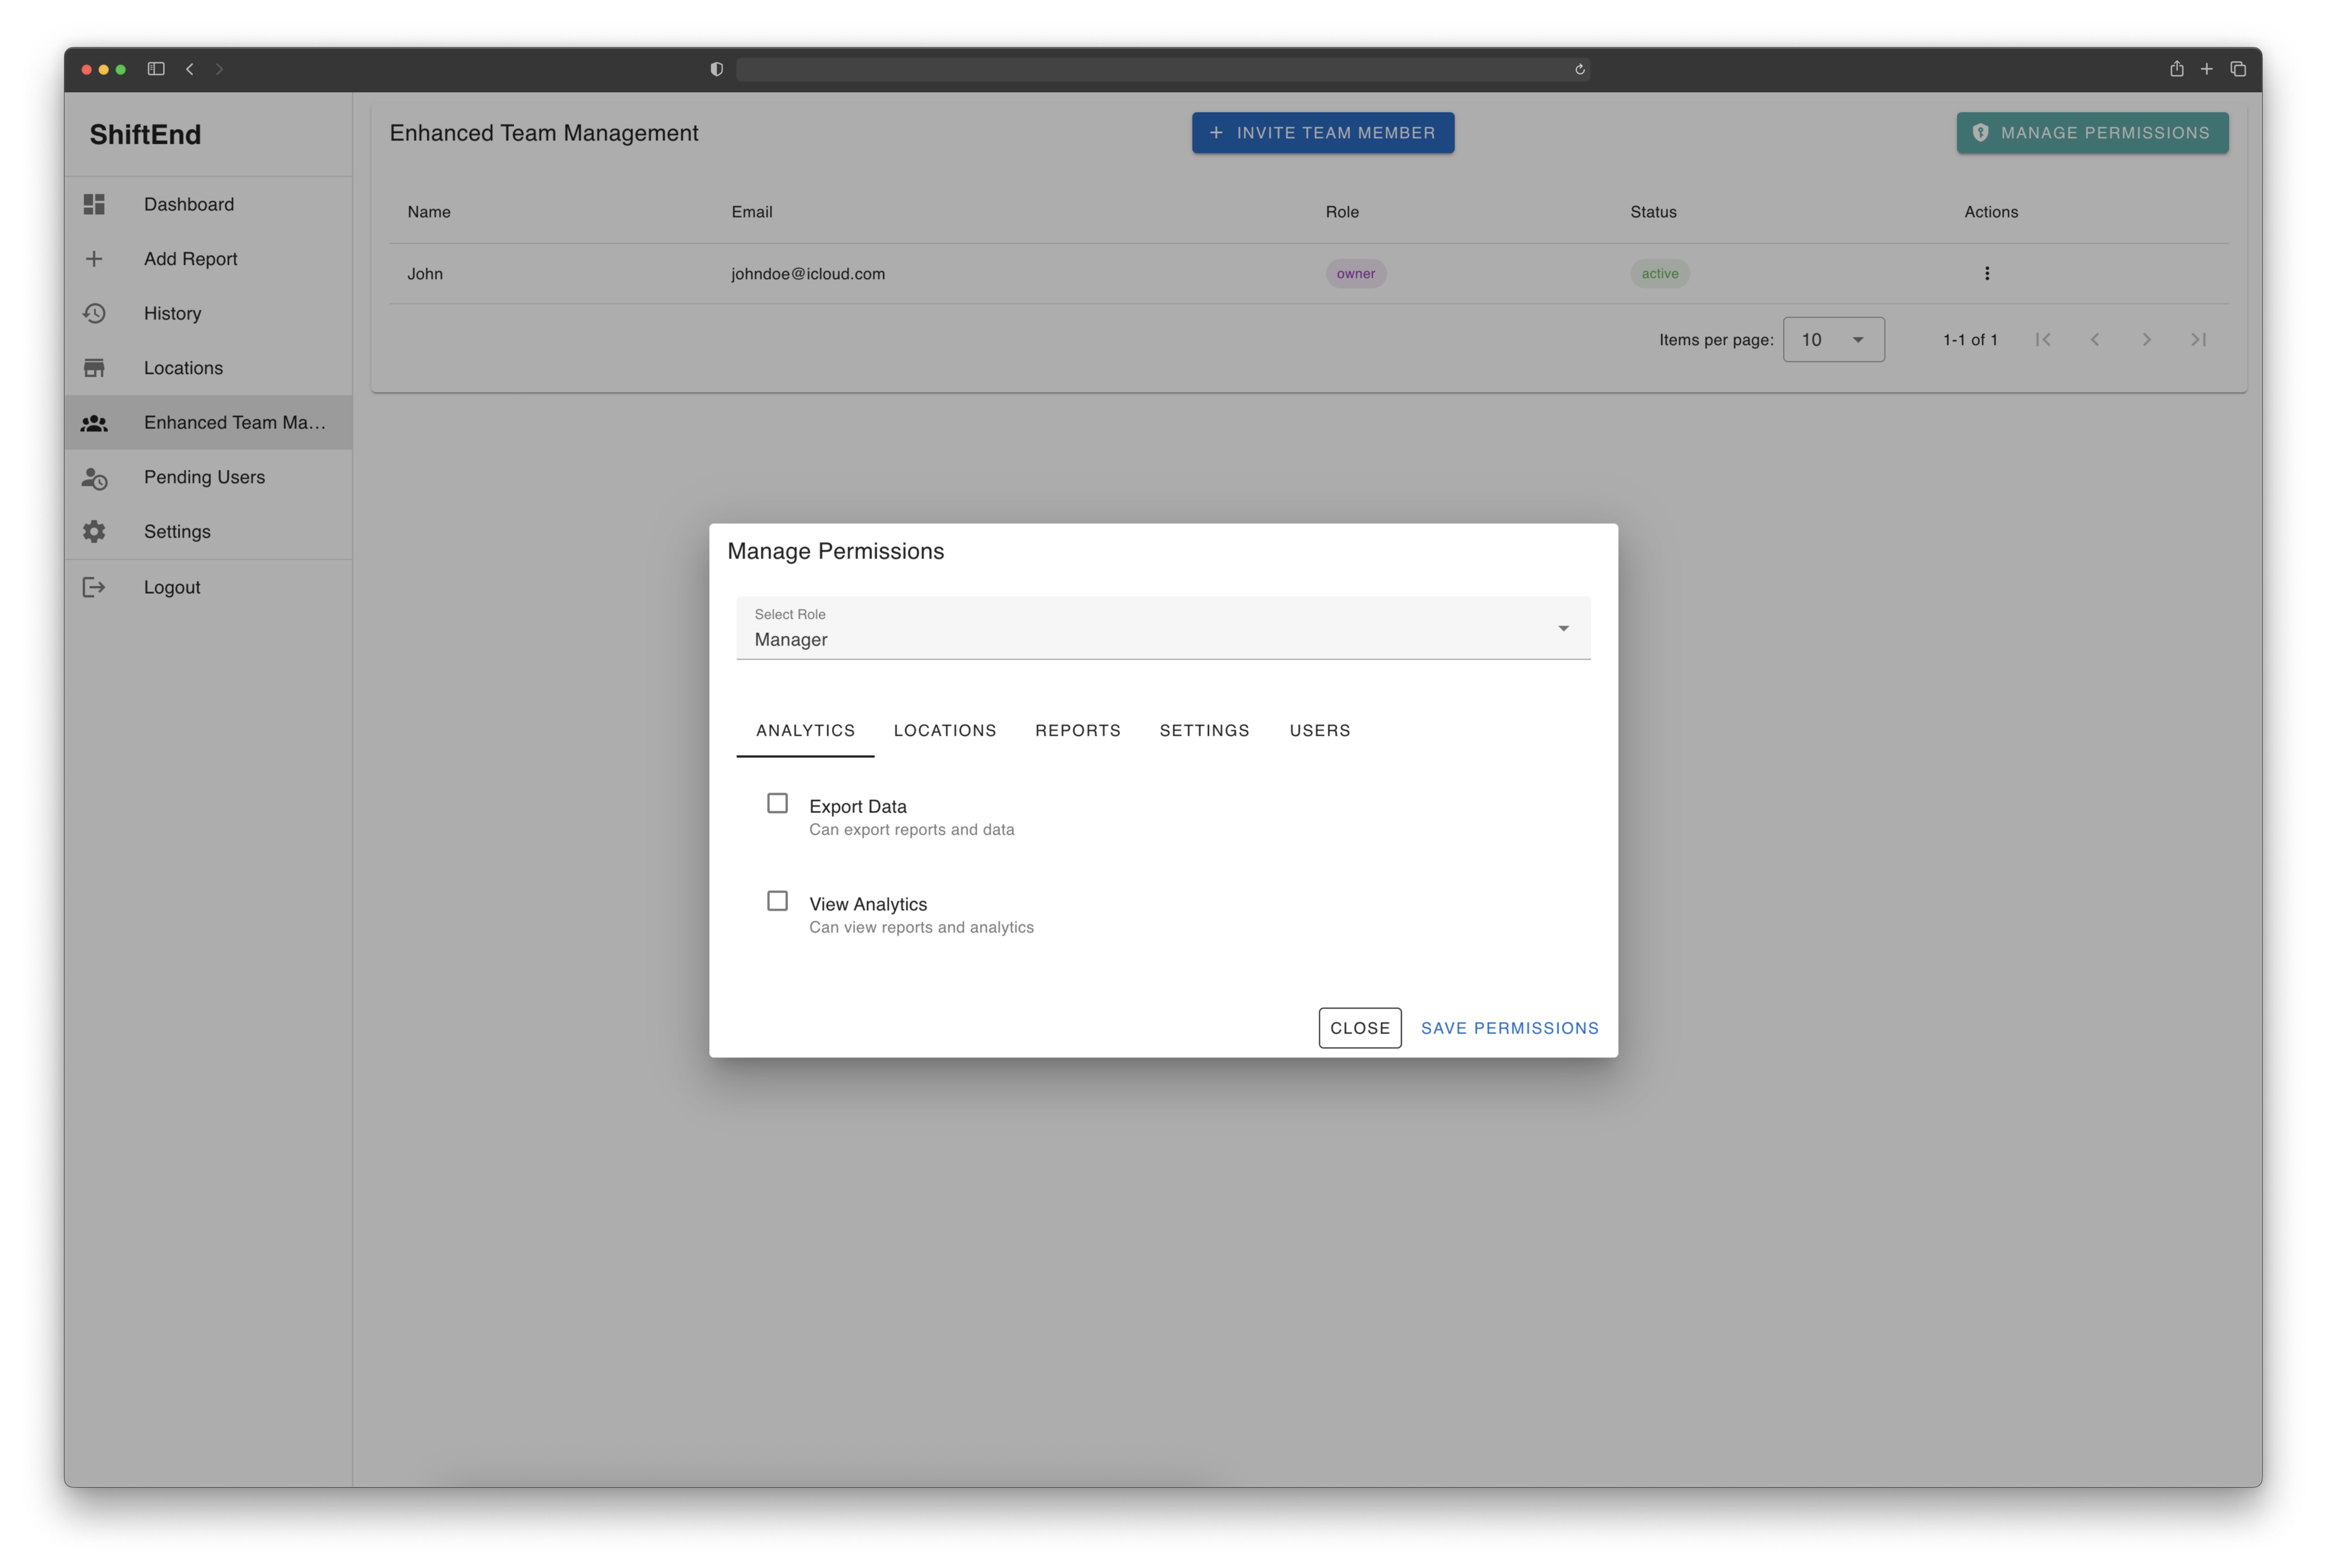 ShiftEnd
Dashboard
Add Report
History
Locations
Enhanced Team Ma...
Pending Users
Settings
Logout
Enhanced Team Management
+ INVITE TEAM MEMBER
MANAGE PERMISSIONS
Name Email Role Status Actions
John johndoe@icloud.com owner active
Items per page: 10 1-1 of 1
Manage Permissions
Select Role
Manager
ANALYTICS LOCATIONS REPORTS SETTINGS USERS
Export Data
Can export reports and data
View Analytics
Can view reports and analytics
CLOSE SAVE PERMISSIONS